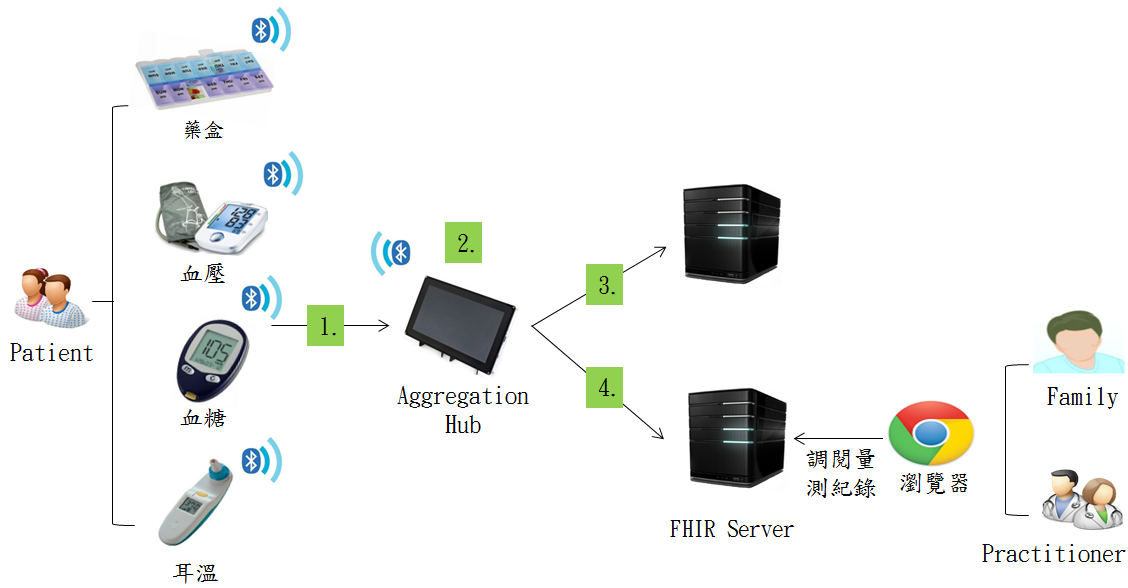 藥盒
血壓
Patient
血糖
耳溫
105
1.
2.
Aggregation
Hub
3.
4.
FHIR Server
調閱量
測紀錄
瀏覽器
Family
Practitioner